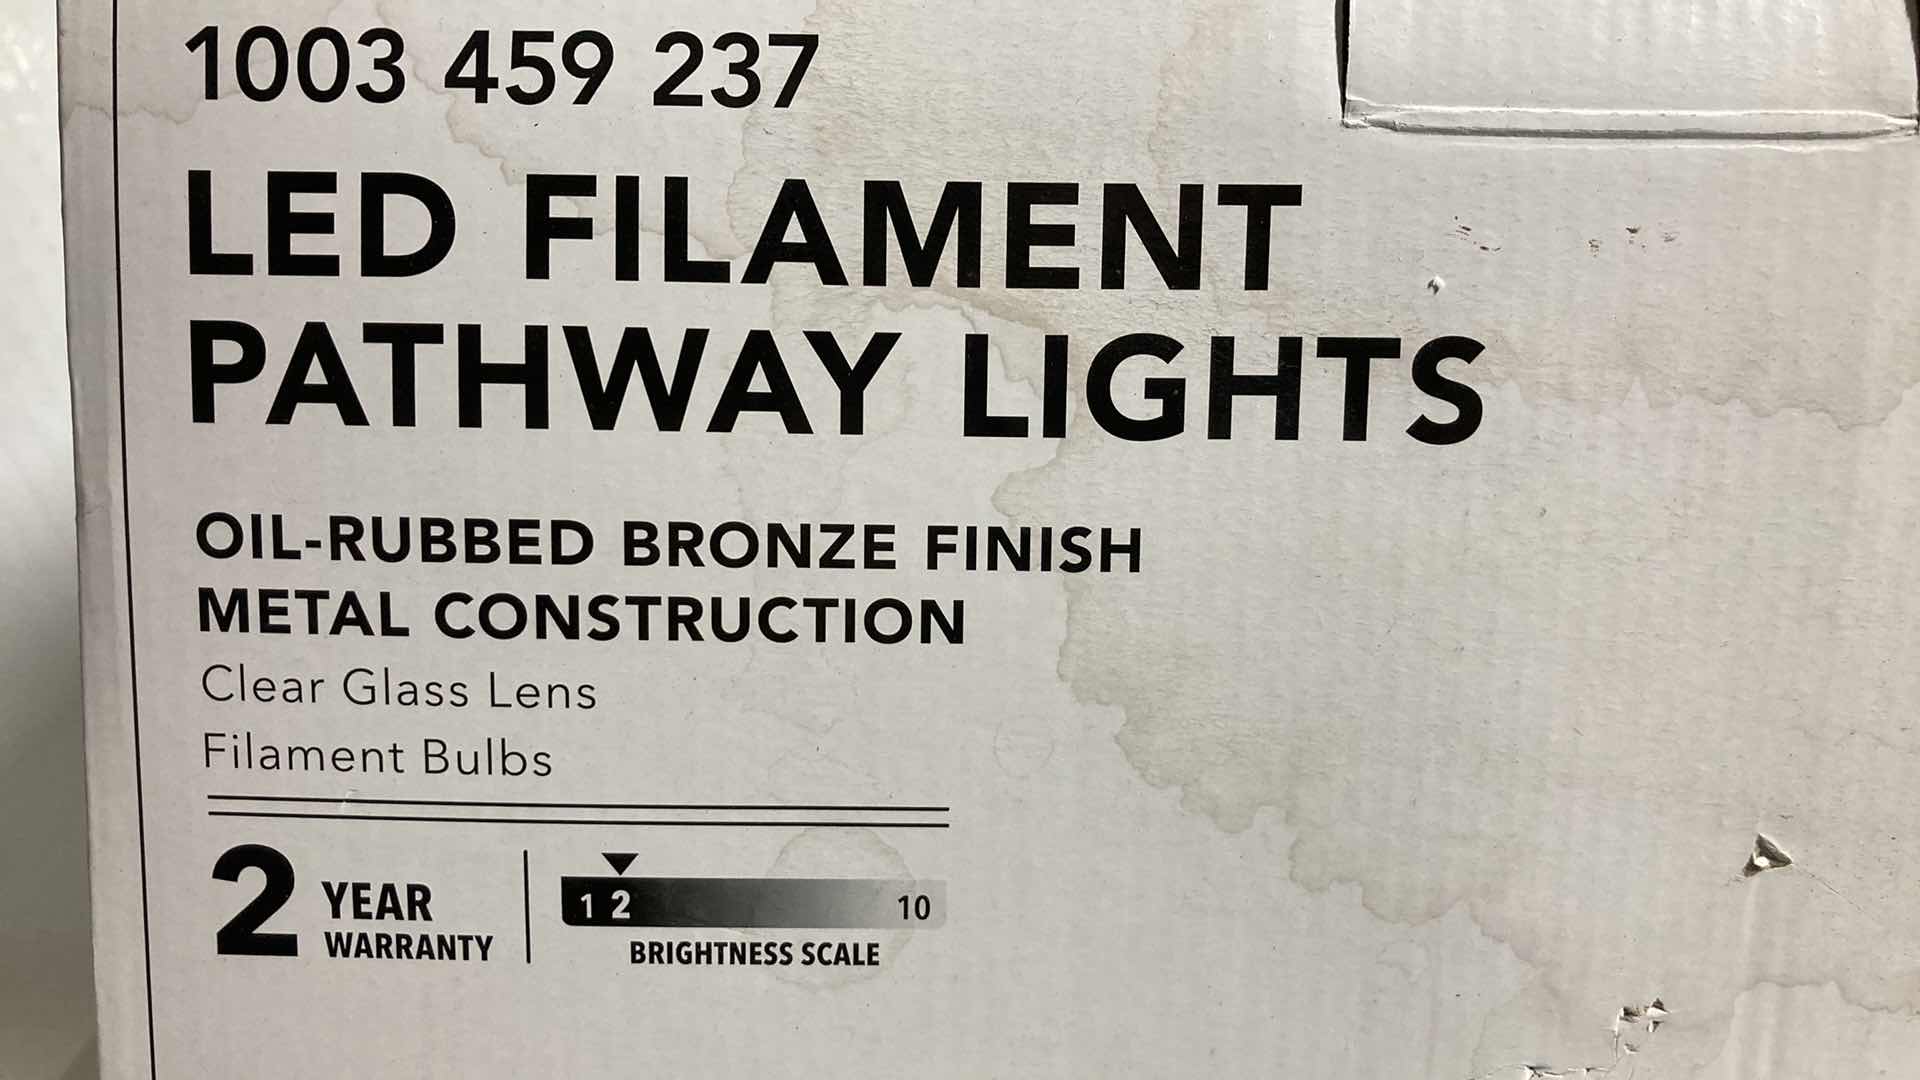 1003 459 237
LED FILAMENT
PATHWAY LIGHTS
OIL-RUBBED BRONZE FINISH
METAL CONSTRUCTION
Clear Glass Lens
Filament Bulbs
2 YEAR
WARRANTY
1 2 10
BRIGHTNESS SCALE